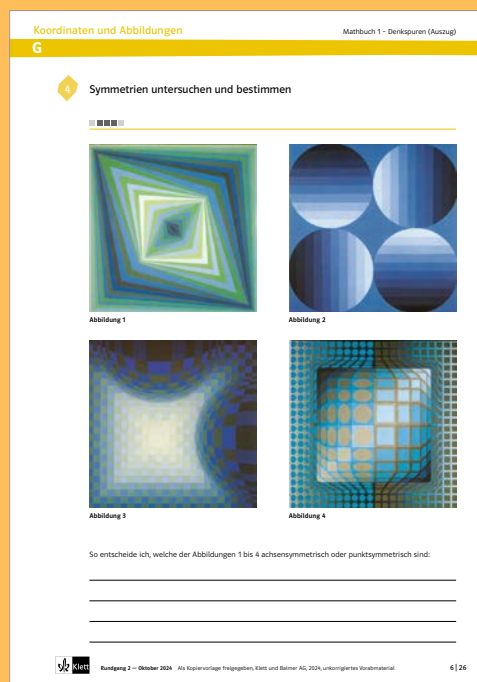 Koordinaten und Abbildungen
Mathbuch 1 – Denkspuren (Auszug)
G
4
Symmetrien untersuchen und bestimmen
Abbildung 1
Abbildung 2
Abbildung 3
Abbildung 4
So entscheide ich, welche der Abbildungen 1 bis 4 achsensymmetrisch oder punktsymmetrisch sind:
Klett
Rundgang 2 — Oktober 2024 Als Kopiervorlage freigegeben, Klett und Balmer AG, 2024, unkorrigiertes Vorabmaterial
6 | 26